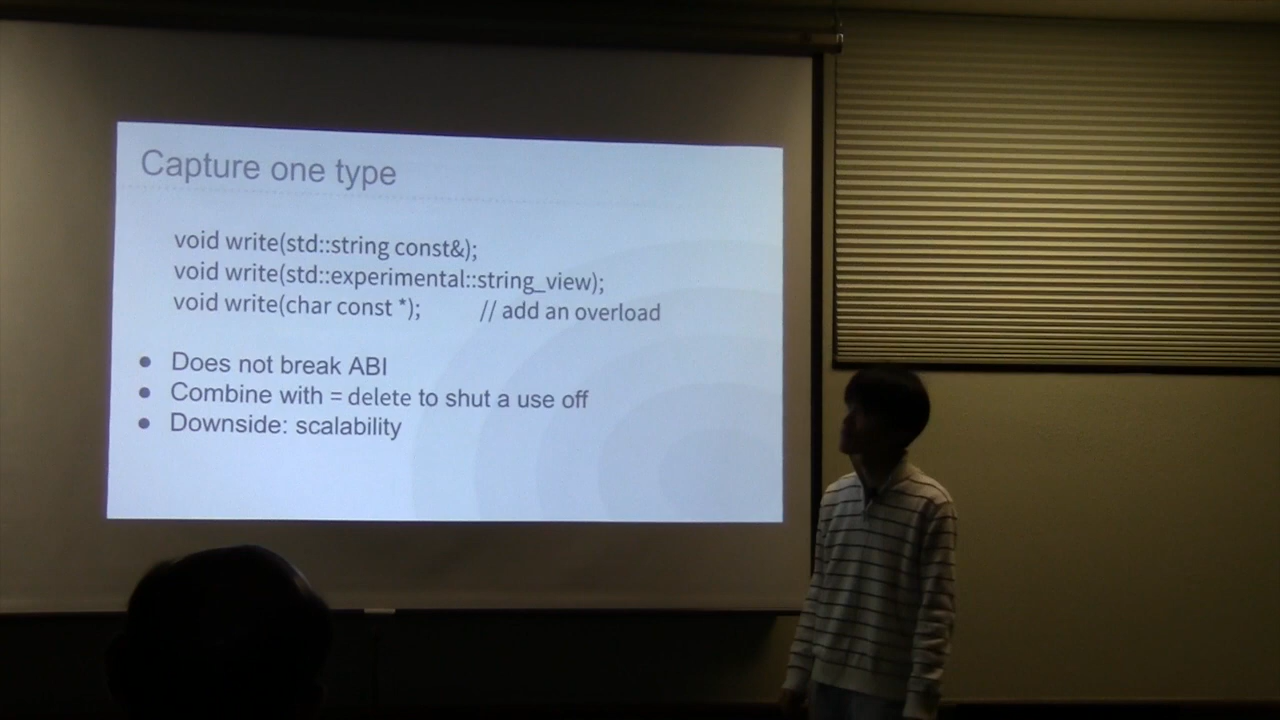 Capture one type
void write(std::string const&);
void write(std::experimental::string_view);
void write(char const *); // add an overload
● Does not break ABI
● Combine with = delete to shut a use off
● Downside: scalability